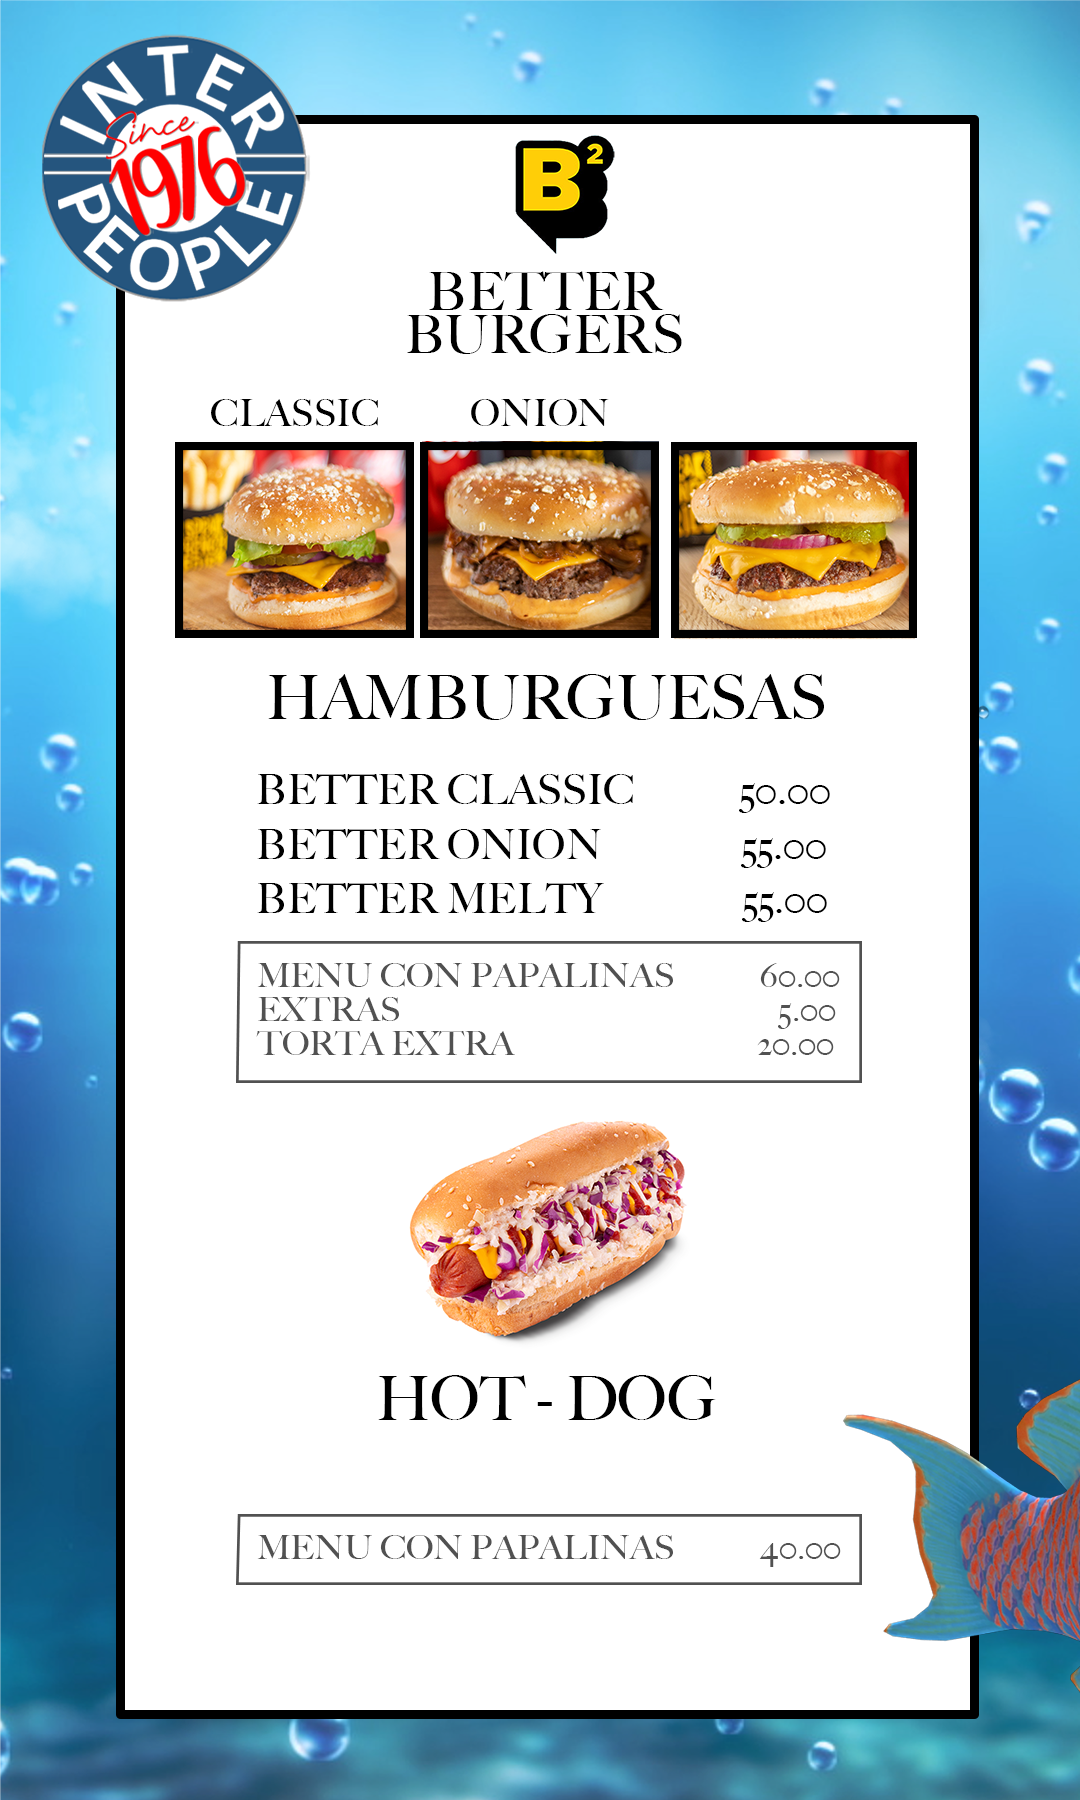 INTER
Since
1976
PEOPLE
B²
BETTER
BURGERS
CLASSIC ONION
HAMBURGUESAS
BETTER CLASSIC 50.00
BETTER ONION 55.00
BETTER MELTY 55.00
MENU CON PAPALINAS 60.00
EXTRAS 5.00
TORTA EXTRA 20.00
HOT - DOG
MENU CON PAPALINAS 40.00